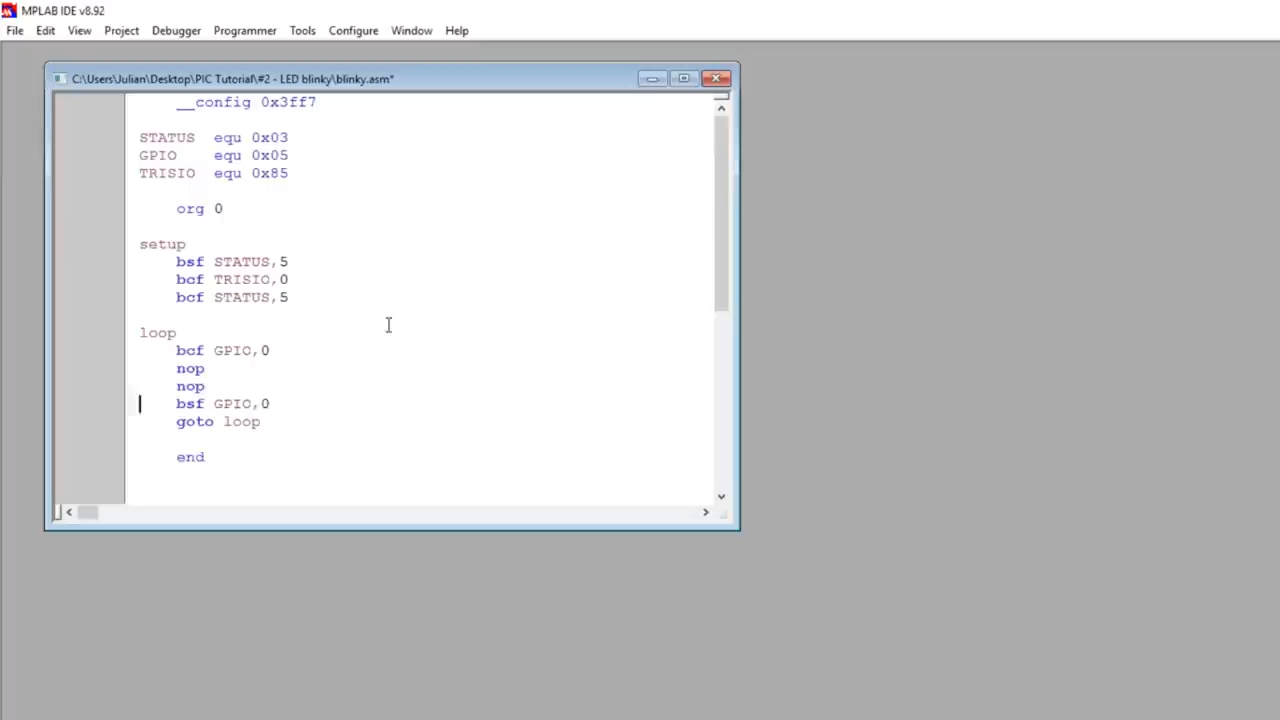 MPLAB IDE v8.92
File Edit View Project Debugger Programmer Tools Configure Window Help
C:\Users\Julian\Desktop\PIC Tutorial\#2 - LED blinky\blinky.asm*
__config 0x3ff7
STATUS equ 0x03
GPIO equ 0x05
TRISIO equ 0x85
org 0
setup
bsf STATUS,5
bcf TRISIO,0
bcf STATUS,5
loop
bcf GPIO,0
nop
nop
bsf GPIO,0
goto loop
end